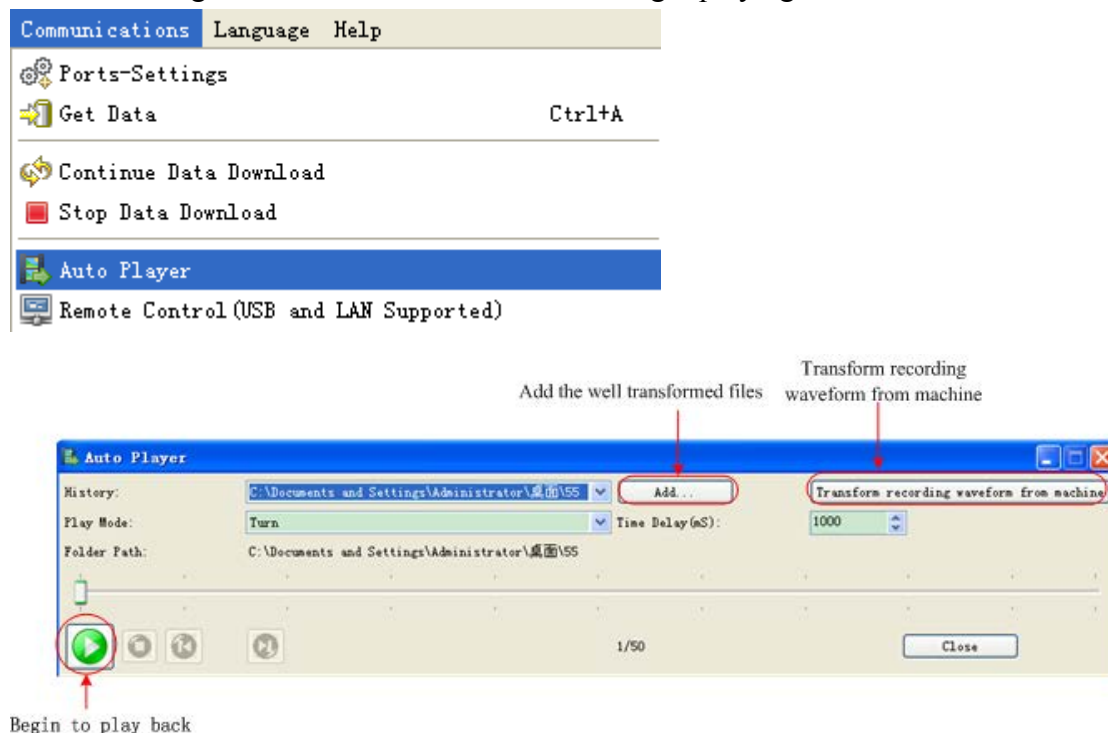 Communications Language Help
Ports-Settings
Get Data Ctrl+A
Continue Data Download
Stop Data Download
Auto Player
Remote Control(USB and LAN Supported)
Transform recording
waveform from machine
Add the well transformed files
Auto Player
History: C:\Documents and Settings\Administrator\桌面\55 Add... Transform recording waveform from machine
Play Mode: Turn Time Delay(mS): 1000
Folder Path: C:\Documents and Settings\Administrator\桌面\55
1/50 Close
Begin to play back